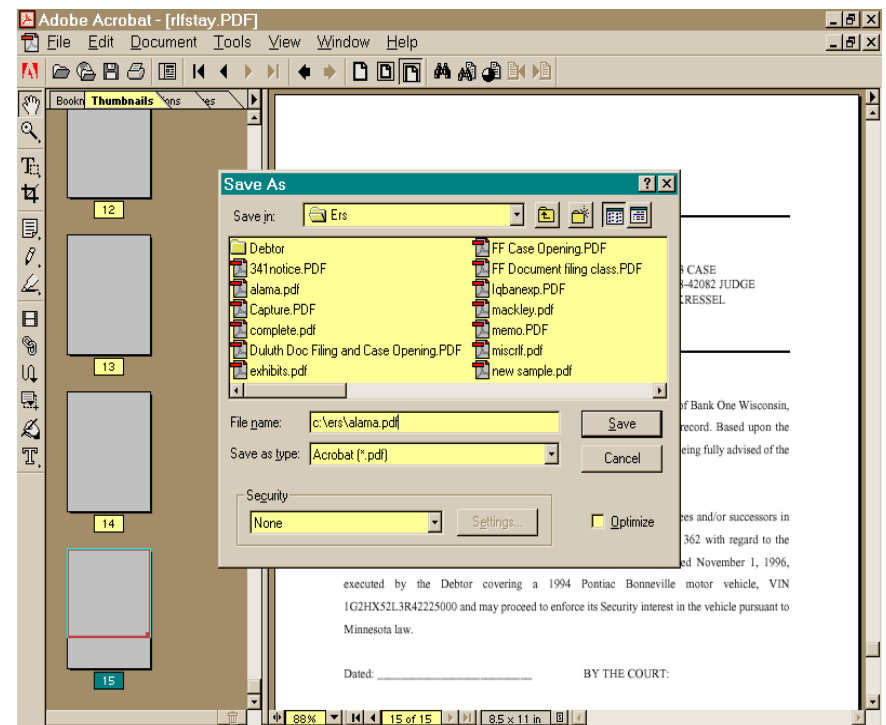 Adobe Acrobat - [rlfstay.PDF]
File Edit Document Tools View Window Help
Bookn Thumbnails
12
13
14
15
Save As
Save in: Ers
Debtor
341notice.PDF
alama.pdf
Capture.PDF
complete.pdf
Duluth Doc Filing and Case Opening.PDF
exhibits.pdf
FF Case Opening.PDF
FF Document filing class.PDF
lqbanexp.PDF
mackley.pdf
memo.PDF
miscrlf.pdf
new sample.pdf
File name: c:\ers\alama.pdf Save
Save as type: Acrobat (*.pdf) Cancel
Security
None Settings... Optimize
CASE
-42082 JUDGE
KRESSEL
of Bank One Wisconsin,
record. Based upon the
eing fully advised of the
ees and/or successors in
362 with regard to the
ed November 1, 1996,
executed by the Debtor covering a 1994 Pontiac Bonneville motor vehicle, VIN
1G2HX52L3R42225000 and may proceed to enforce its Security interest in the vehicle pursuant to
Minnesota law.
Dated: BY THE COURT:
88% 15 of 15 8.5 x 11 in